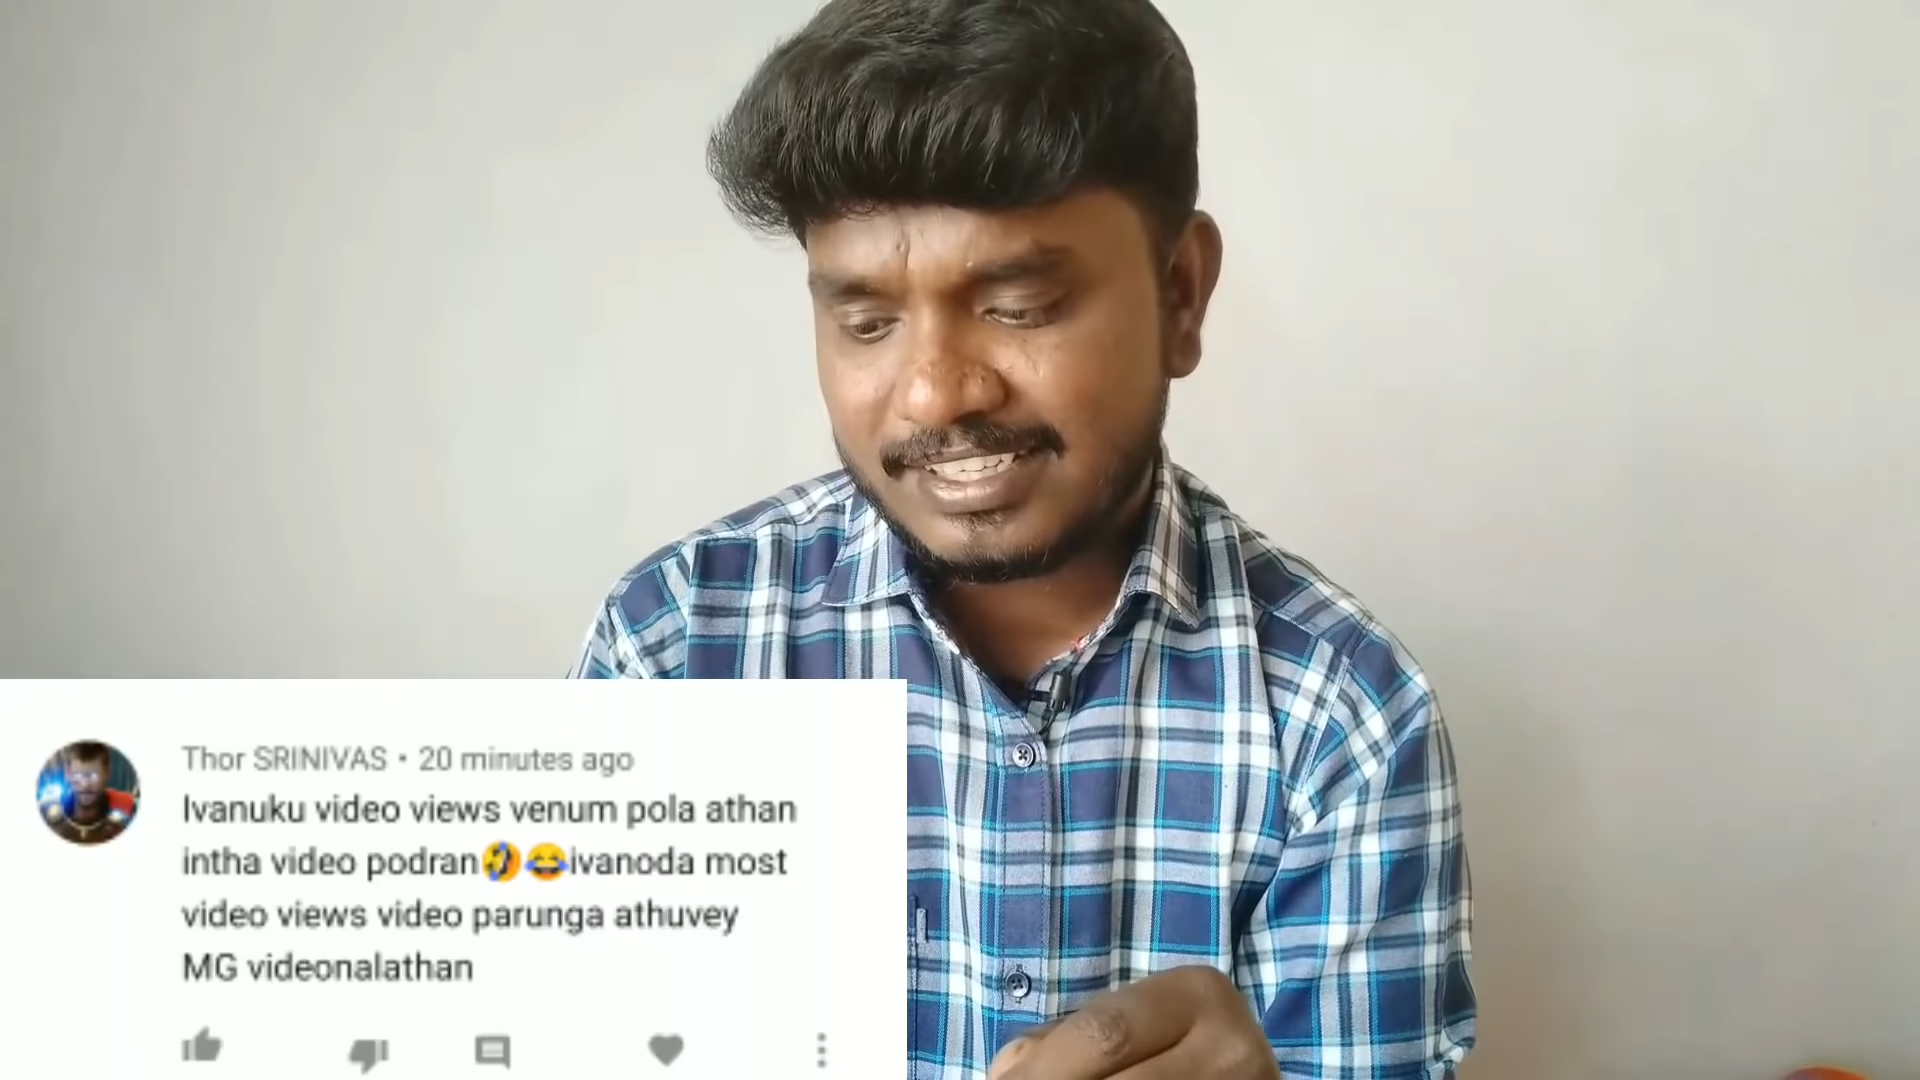 Thor SRINIVAS • 20 minutes ago
Ivanuku video views venum pola athan
intha video podran🤣😂ivanoda most
video views video parunga athuvey
MG videonalathan